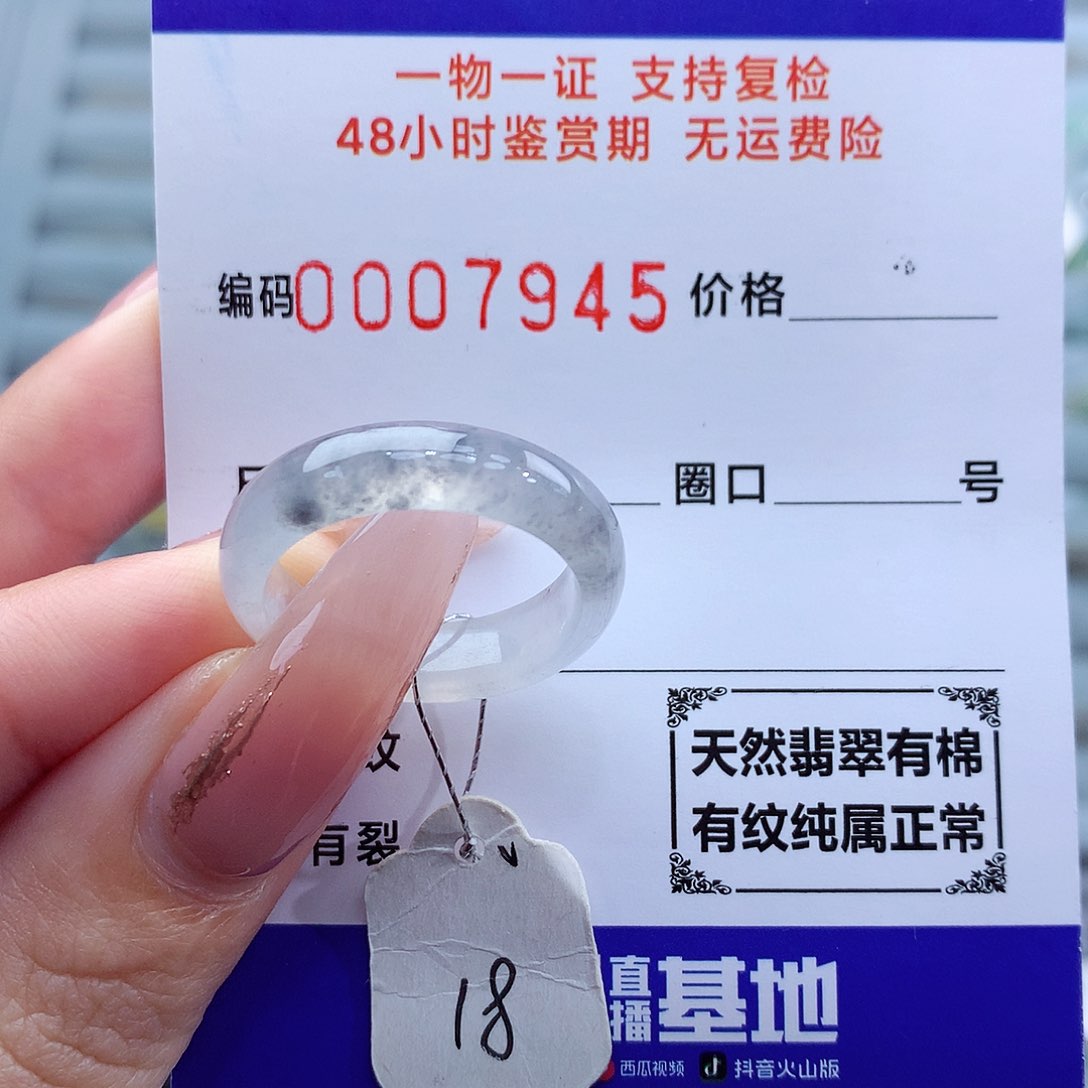 一物一证 支持复检
48小时鉴赏期 无运费险
编码0007945 价格
圈口 号
纹
有裂
天然翡翠有棉
有纹纯属正常
18
直播基地
西瓜视频 抖音火山版